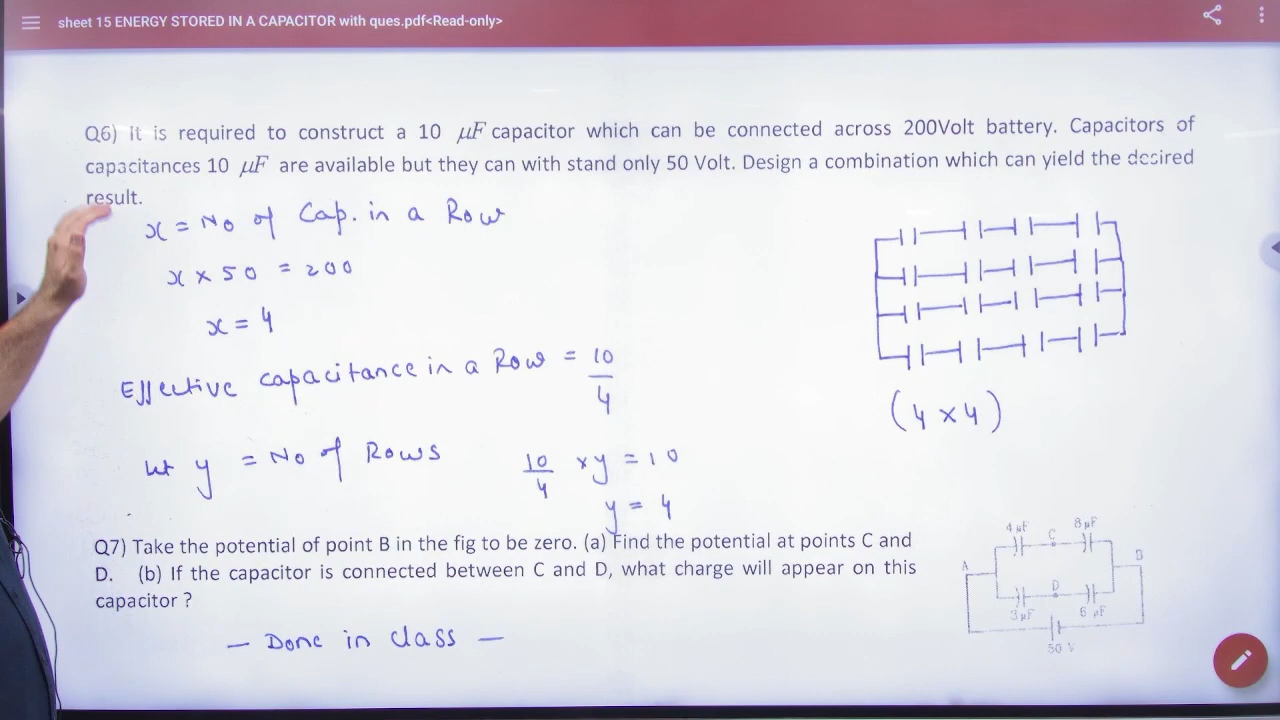 sheet 15 ENERGY STORED IN A CAPACITOR with ques.pdf<Read-only>
Q6) It is required to construct a 10 μF capacitor which can be connected across 200Volt battery. Capacitors of
capacitances 10 μF are available but they can with stand only 50 Volt. Design a combination which can yield the desired
result.
x = No of Cap. in a Row
x × 50 = 200
x = 4
Effective capacitance in a Row = 10/4
let y = No of Rows
10/4 × y = 10
y = 4
(4 × 4)
Q7) Take the potential of point B in the fig to be zero. (a) Find the potential at points C and
D. (b) If the capacitor is connected between C and D, what charge will appear on this
capacitor ?
— Done in class —
4 μF C 8 μF
A B
D
3 μF 6 μF
50 V